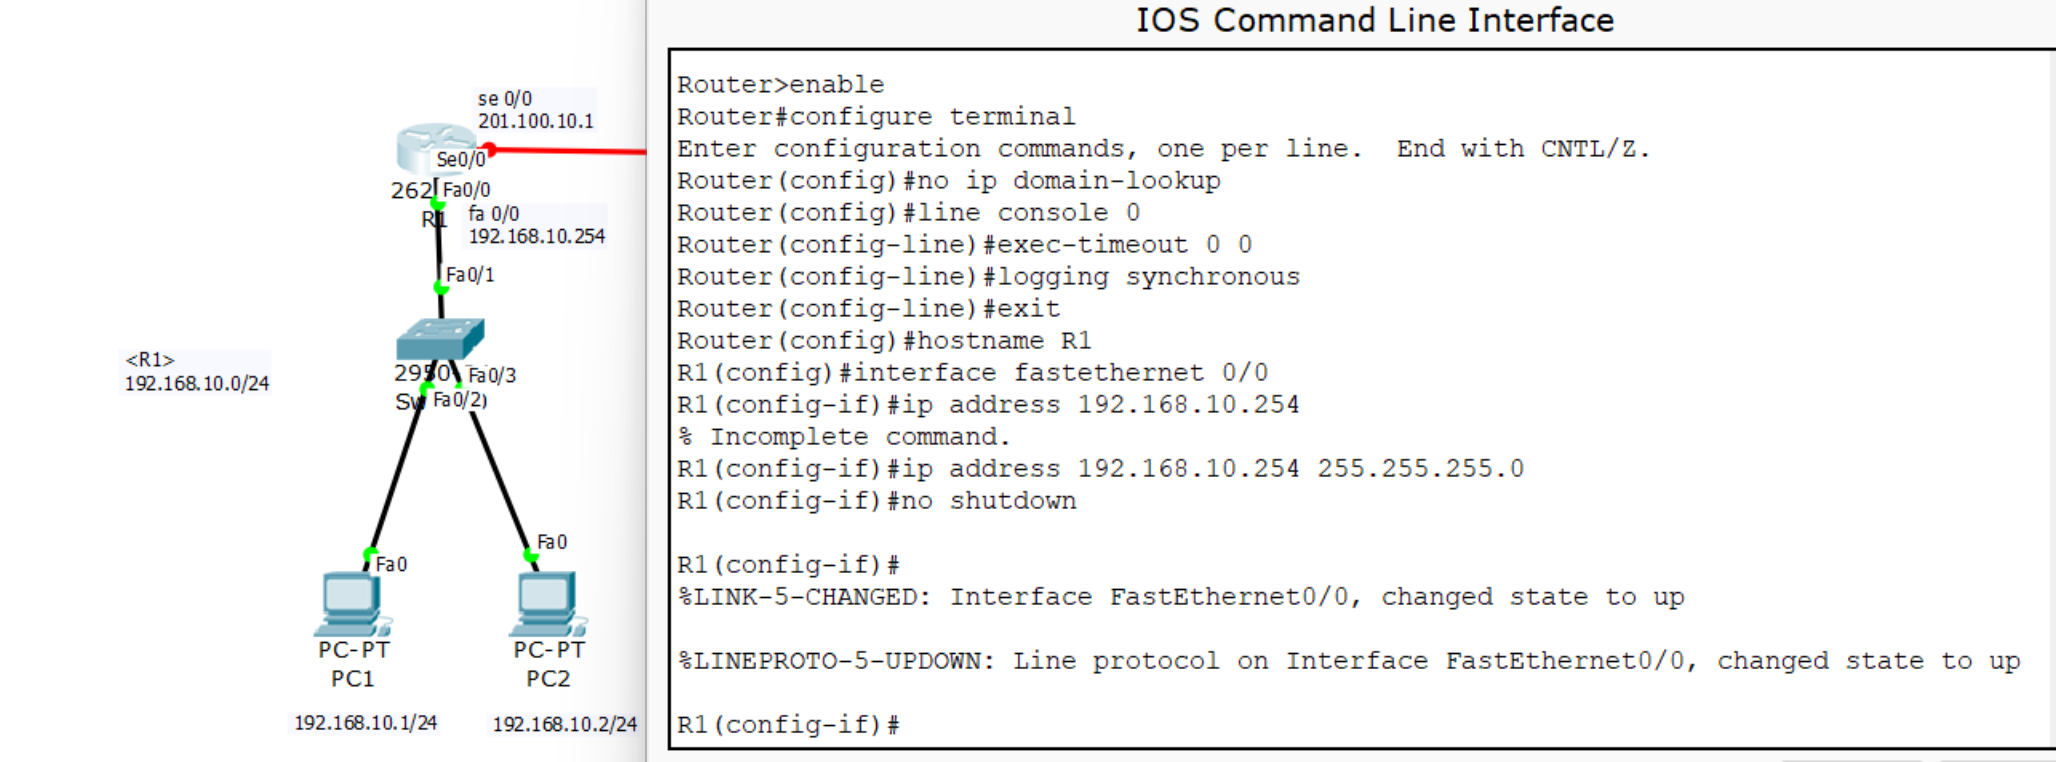 se 0/0
201.100.10.1
Se0/0
262
Fa0/0
R1
fa 0/0
192.168.10.254
Fa0/1
<R1>
192.168.10.0/24
2950
Fa0/3
Sw
Fa0/2)
Fa0
Fa0
PC-PT
PC1
PC-PT
PC2
192.168.10.1/24
192.168.10.2/24
IOS Command Line Interface
Router>enable
Router#configure terminal
Enter configuration commands, one per line.  End with CNTL/Z.
Router(config)#no ip domain-lookup
Router(config)#line console 0
Router(config-line)#exec-timeout 0 0
Router(config-line)#logging synchronous
Router(config-line)#exit
Router(config)#hostname R1
R1(config)#interface fastethernet 0/0
R1(config-if)#ip address 192.168.10.254
% Incomplete command.
R1(config-if)#ip address 192.168.10.254 255.255.255.0
R1(config-if)#no shutdown
R1(config-if)#
%LINK-5-CHANGED: Interface FastEthernet0/0, changed state to up
%LINEPROTO-5-UPDOWN: Line protocol on Interface FastEthernet0/0, changed state to up
R1(config-if)#